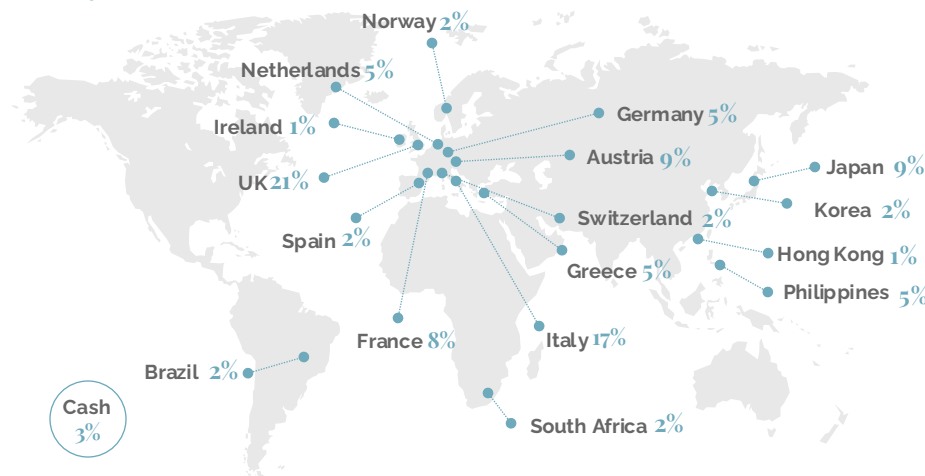 Norway 2%
Netherlands 5%
Germany 5%
Ireland 1%
Austria 9%
Japan 9%
UK 21%
Korea 2%
Switzerland 2%
Spain 2%
Hong Kong 1%
Greece 5%
Philippines 5%
France 8%
Italy 17%
Brazil 2%
Cash
3%
South Africa 2%